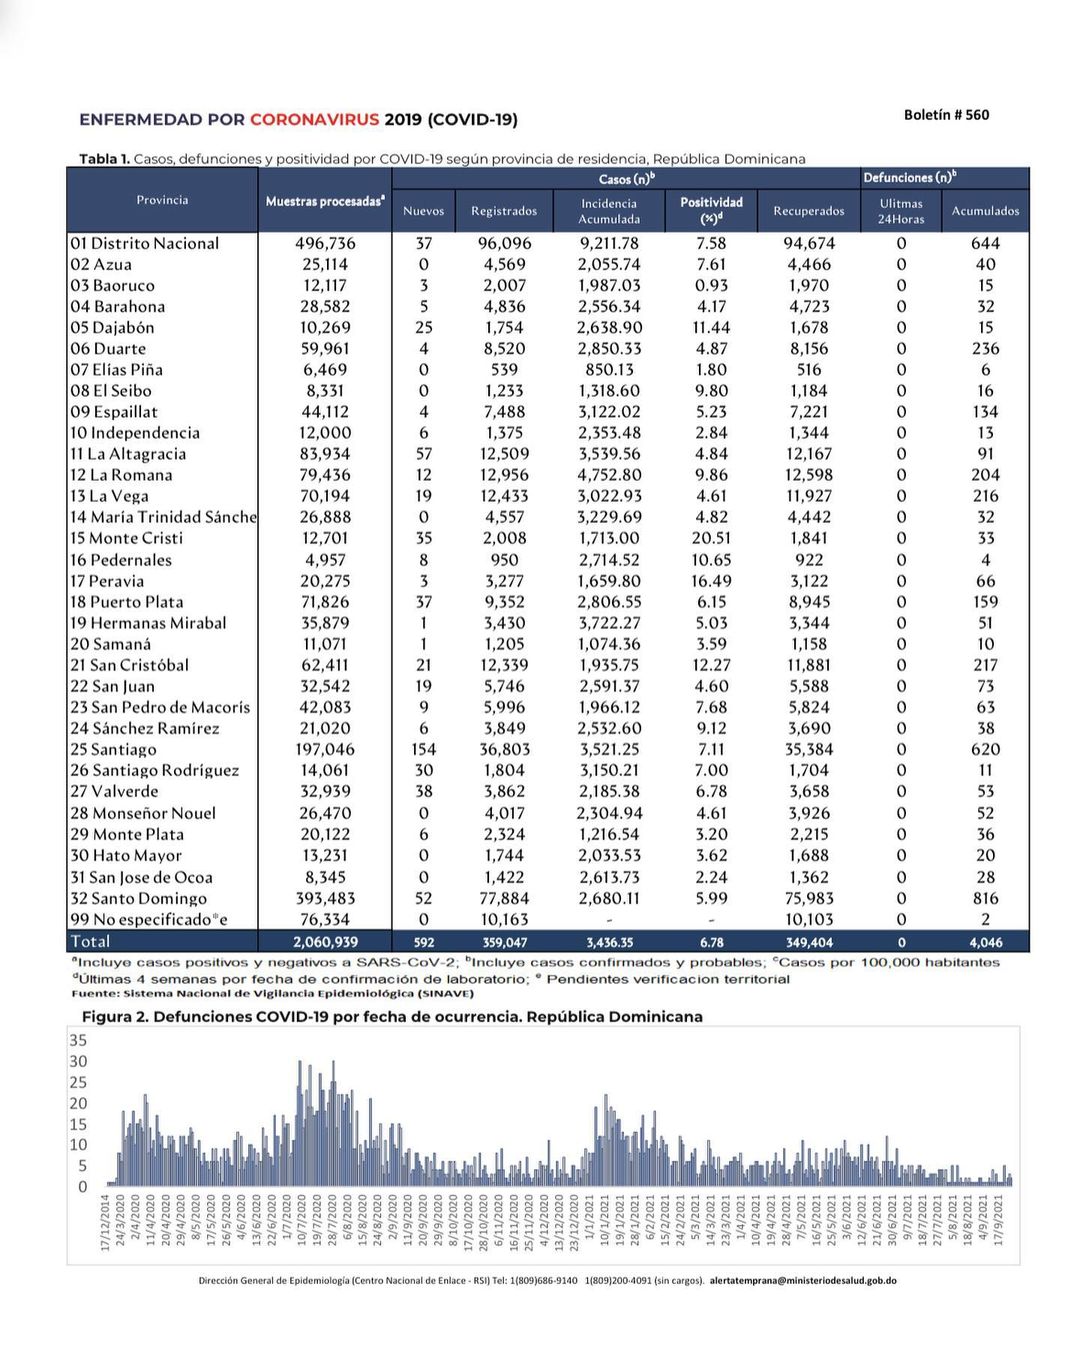 Boletín # 560
ENFERMEDAD POR CORONAVIRUS 2019 (COVID-19)
Tabla 1. Casos, defunciones y positividad por COVID-19 según provincia de residencia, República Dominicana
Provincia Muestras procesadasª Casos (n)ᵇ Defunciones (n)ᵇ
Nuevos Registrados Incidencia Acumulada Positividad (%)ᵈ Recuperados Ulitmas 24Horas Acumulados
01 Distrito Nacional 496,736 37 96,096 9,211.78 7.58 94,674 0 644
02 Azua 25,114 0 4,569 2,055.74 7.61 4,466 0 40
03 Baoruco 12,117 3 2,007 1,987.03 0.93 1,970 0 15
04 Barahona 28,582 5 4,836 2,556.34 4.17 4,723 0 32
05 Dajabón 10,269 25 1,754 2,638.90 11.44 1,678 0 15
06 Duarte 59,961 4 8,520 2,850.33 4.87 8,156 0 236
07 Elías Piña 6,469 0 539 850.13 1.80 516 0 6
08 El Seibo 8,331 0 1,233 1,318.60 9.80 1,184 0 16
09 Espaillat 44,112 4 7,488 3,122.02 5.23 7,221 0 134
10 Independencia 12,000 6 1,375 2,353.48 2.84 1,344 0 13
11 La Altagracia 83,934 57 12,509 3,539.56 4.84 12,167 0 91
12 La Romana 79,436 12 12,956 4,752.80 9.86 12,598 0 204
13 La Vega 70,194 19 12,433 3,022.93 4.61 11,927 0 216
14 María Trinidad Sánche 26,888 0 4,557 3,229.69 4.82 4,442 0 32
15 Monte Cristi 12,701 35 2,008 1,713.00 20.51 1,841 0 33
16 Pedernales 4,957 8 950 2,714.52 10.65 922 0 4
17 Peravia 20,275 3 3,277 1,659.80 16.49 3,122 0 66
18 Puerto Plata 71,826 37 9,352 2,806.55 6.15 8,945 0 159
19 Hermanas Mirabal 35,879 1 3,430 3,722.27 5.03 3,344 0 51
20 Samaná 11,071 1 1,205 1,074.36 3.59 1,158 0 10
21 San Cristóbal 62,411 21 12,339 1,935.75 12.27 11,881 0 217
22 San Juan 32,542 19 5,746 2,591.37 4.60 5,588 0 73
23 San Pedro de Macorís 42,083 9 5,996 1,966.12 7.68 5,824 0 63
24 Sánchez Ramírez 21,020 6 3,849 2,532.60 9.12 3,690 0 38
25 Santiago 197,046 154 36,803 3,521.25 7.11 35,384 0 620
26 Santiago Rodríguez 14,061 30 1,804 3,150.21 7.00 1,704 0 11
27 Valverde 32,939 38 3,862 2,185.38 6.78 3,658 0 53
28 Monseñor Nouel 26,470 0 4,017 2,304.94 4.61 3,926 0 52
29 Monte Plata 20,122 6 2,324 1,216.54 3.20 2,215 0 36
30 Hato Mayor 13,231 0 1,744 2,033.53 3.62 1,688 0 20
31 San Jose de Ocoa 8,345 0 1,422 2,613.73 2.24 1,362 0 28
32 Santo Domingo 393,483 52 77,884 2,680.11 5.99 75,983 0 816
99 No especificado*e 76,334 0 10,163 - - 10,103 0 2
Total 2,060,939 592 359,047 3,436.35 6.78 349,404 0 4,046
ªIncluye casos positivos y negativos a SARS-CoV-2; ᵇIncluye casos confirmados y probables; ᶜCasos por 100,000 habitantes
ᵈÚltimas 4 semanas por fecha de confirmación de laboratorio; ᵉ Pendientes verificacion territorial
Fuente: Sistema Nacional de Vigilancia Epidemiológica (SINAVE)
Figura 2. Defunciones COVID-19 por fecha de ocurrencia. República Dominicana
35
30
25
20
15
10
5
0
17/12/2014 24/3/2020 2/4/2020 11/4/2020 20/4/2020 29/4/2020 8/5/2020 17/5/2020 26/5/2020 4/6/2020 13/6/2020 22/6/2020 1/7/2020 10/7/2020 19/7/2020 28/7/2020 6/8/2020 15/8/2020 24/8/2020 2/9/2020 11/9/2020 20/9/2020 29/9/2020 8/10/2020 17/10/2020 28/10/2020 6/11/2020 16/11/2020 25/11/2020 4/12/2020 13/12/2020 23/12/2020 1/1/2021 10/1/2021 19/1/2021 28/1/2021 6/2/2021 15/2/2021 24/2/2021 5/3/2021 14/3/2021 23/3/2021 1/4/2021 10/4/2021 19/4/2021 28/4/2021 7/5/2021 16/5/2021 25/5/2021 3/6/2021 12/6/2021 21/6/2021 30/6/2021 9/7/2021 18/7/2021 27/7/2021 5/8/2021 18/8/2021 4/9/2021 17/9/2021
Dirección General de Epidemiología (Centro Nacional de Enlace - RSI) Tel: 1(809)686-9140 1(809)200-4091 (sin cargos). alertatemprana@ministeriodesalud.gob.do